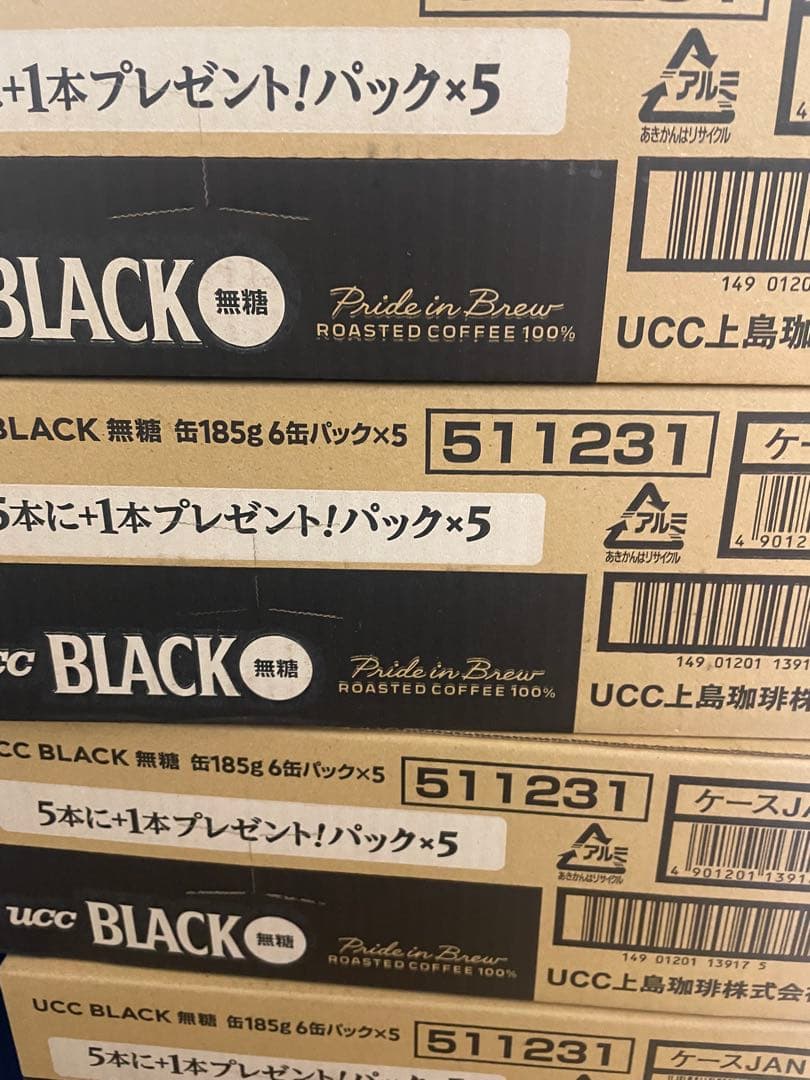 511231
+1本プレゼント!パック×5
アルミ
あきかんはリサイクル
4
149 0120
BLACK 無糖
Pride in Brew
ROASTED COFFEE 100%
UCC上島珈
BLACK 無糖 缶185g 6缶パック×5
511231
ケー
5本に+1本プレゼント!パック×5
アルミ
あきかんはリサイクル
4 9012
149 01201 1391
cc BLACK 無糖
Pride in Brew
ROASTED COFFEE 100%
UCC上島珈琲株
CC BLACK 無糖 缶185g 6缶パック×5
511231
ケースJA
5本に+1本プレゼント!パック×5
アルミ
あきかんはリサイクル
4 901201 1391
149 01201 13917 5
ucc BLACK 無糖
Pride in Brew
ROASTED COFFEE 100%
UCC上島珈琲株式会
UCC BLACK 無糖 缶185g 6缶パック×5
511231
ケースJAN
5本に+1本プレゼント!パック×5